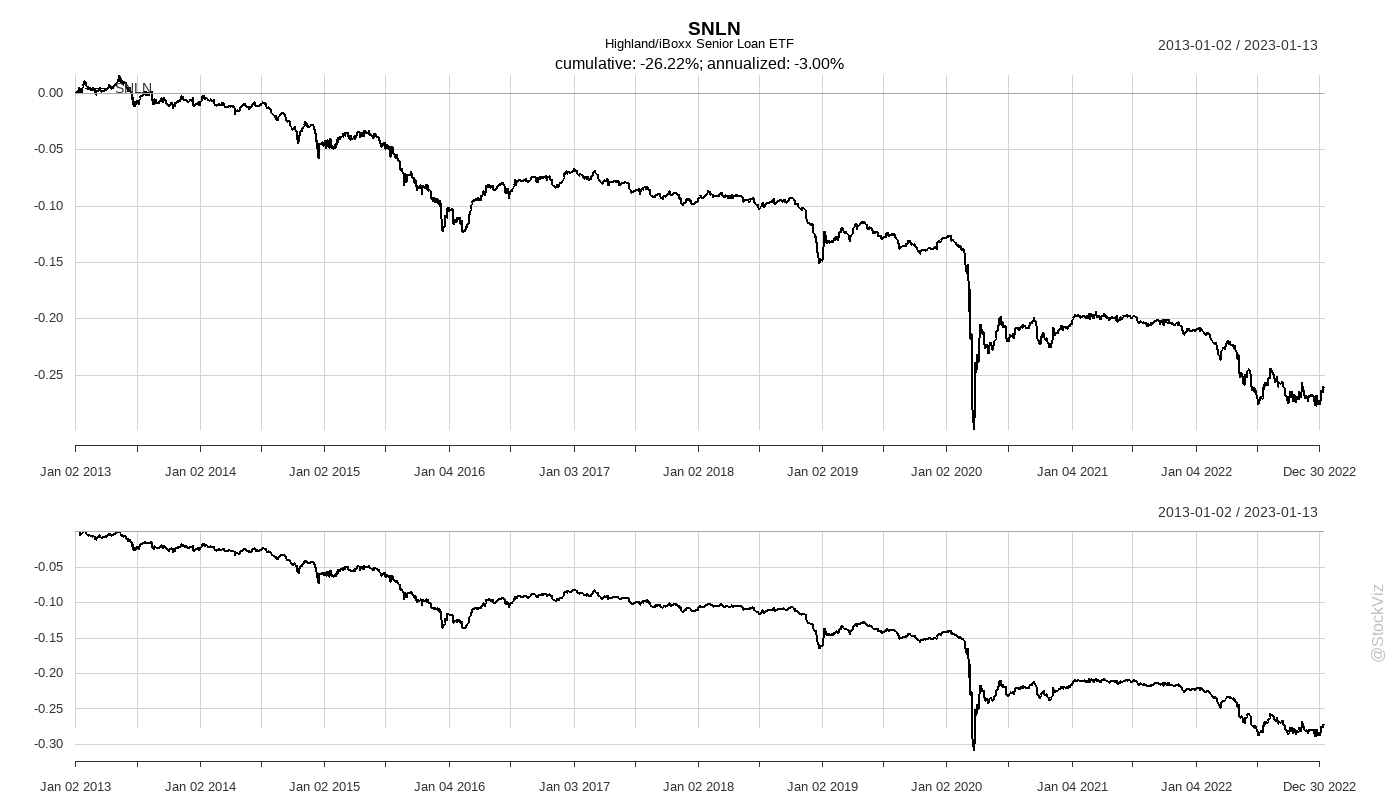 SNLN
Highland/iBoxx Senior Loan ETF
cumulative: -26.22%; annualized: -3.00%
2013-01-02 / 2023-01-13
SNLN
0.00
-0.05
-0.10
-0.15
-0.20
-0.25
Jan 02 2013 Jan 02 2014 Jan 02 2015 Jan 04 2016 Jan 03 2017 Jan 02 2018 Jan 02 2019 Jan 02 2020 Jan 04 2021 Jan 04 2022 Dec 30 2022
2013-01-02 / 2023-01-13
-0.05
-0.10
-0.15
-0.20
-0.25
-0.30
Jan 02 2013 Jan 02 2014 Jan 02 2015 Jan 04 2016 Jan 03 2017 Jan 02 2018 Jan 02 2019 Jan 02 2020 Jan 04 2021 Jan 04 2022 Dec 30 2022
@StockViz